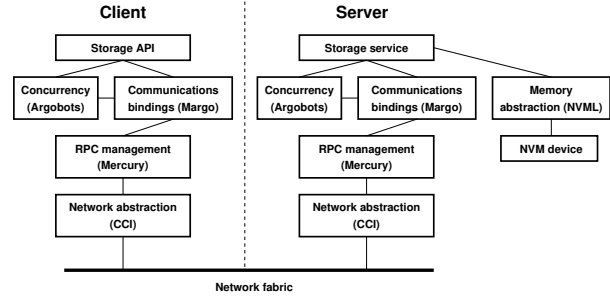 Client
Server
Storage API
Storage service
Concurrency
(Argobots)
Communications
bindings (Margo)
Concurrency
(Argobots)
Communications
bindings (Margo)
Memory
abstraction (NVML)
RPC management
(Mercury)
RPC management
(Mercury)
NVM device
Network abstraction
(CCI)
Network abstraction
(CCI)
Network fabric